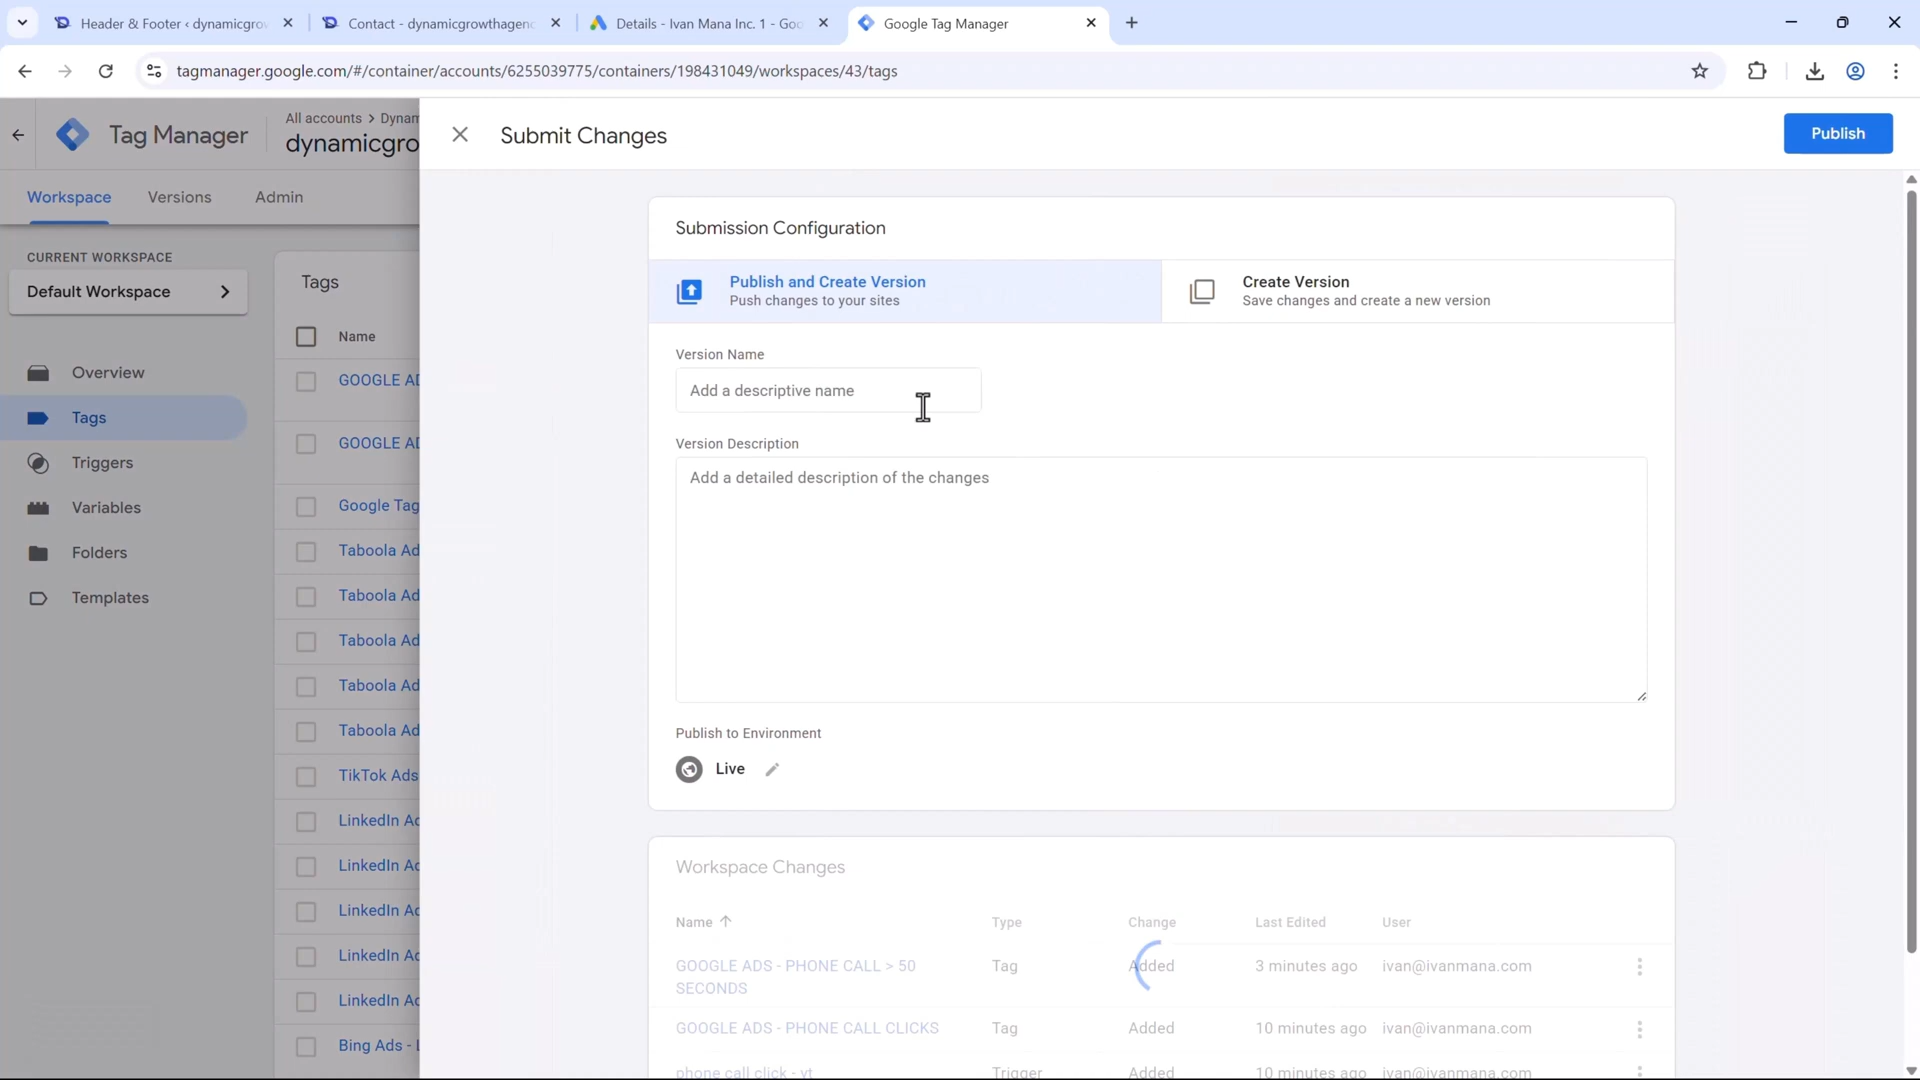 Header & Footer ‹ dynamicgrov
Contact - dynamicgrowthagenc
Details - Ivan Mana Inc. 1 - Goo
Google Tag Manager
tagmanager.google.com/#/container/accounts/6255039775/containers/198431049/workspaces/43/tags
Tag Manager
All accounts > Dynam
dynamicgro
Submit Changes
Publish
Workspace
Versions
Admin
CURRENT WORKSPACE
Default Workspace
Overview
Tags
Triggers
Variables
Folders
Templates
Tags
Name
GOOGLE AD
GOOGLE AD
Google Tag
Taboola Ad
Taboola Ad
Taboola Ad
Taboola Ad
Taboola Ad
TikTok Ads
LinkedIn Ad
LinkedIn Ad
LinkedIn Ad
LinkedIn Ad
LinkedIn Ad
Bing Ads - L
Submission Configuration
Publish and Create Version
Push changes to your sites
Create Version
Save changes and create a new version
Version Name
Add a descriptive name
Version Description
Add a detailed description of the changes
Publish to Environment
Live
Workspace Changes
Name Type Change Last Edited User
GOOGLE ADS - PHONE CALL > 50 SECONDS Tag Added 3 minutes ago ivan@ivanmana.com
GOOGLE ADS - PHONE CALL CLICKS Tag Added 10 minutes ago ivan@ivanmana.com
phone call click - yt Trigger Added 10 minutes ago ivan@ivanmana.com